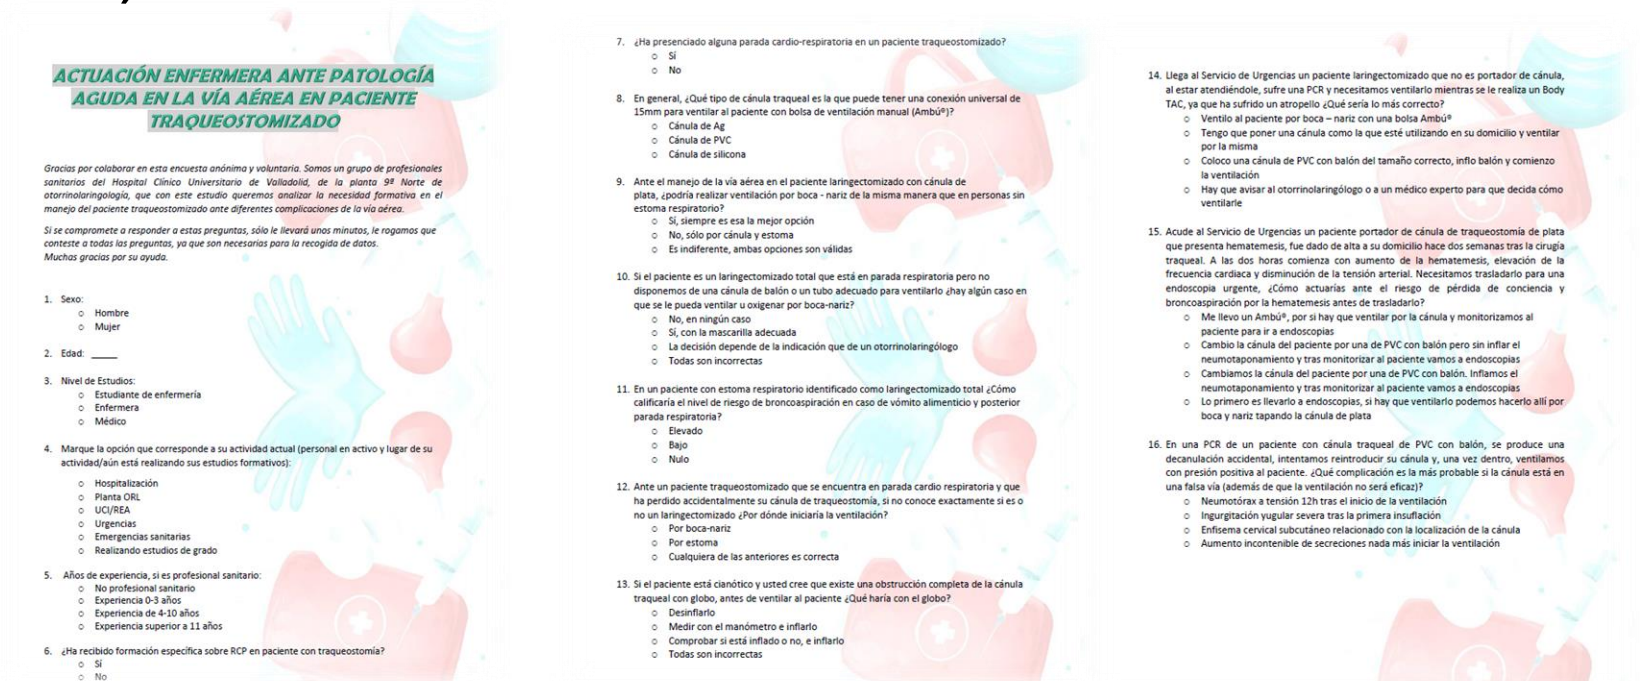 ACTUACIÓN ENFERMERA ANTE PATOLOGÍA
AGUDA EN LA VÍA AÉREA EN PACIENTE
TRAQUEOSTOMIZADO
Gracias por colaborar en esta encuesta anónima y voluntaria. Somos un grupo de profesionales
sanitarios del Hospital Clínico Universitario de Valladolid, de la planta 9ª Norte de
otorrinolaringología, que con este estudio queremos analizar la necesidad formativa en el
manejo del paciente traqueostomizado ante diferentes complicaciones de la vía aérea.
Si se compromete a responder a estas preguntas, sólo le llevará unos minutos, le rogamos que
conteste a todas las preguntas, ya que son necesarias para la recogida de datos.
Muchas gracias por su ayuda.
1. Sexo:
o Hombre
o Mujer
2. Edad: _____
3. Nivel de Estudios:
o Estudiante de enfermería
o Enfermera
o Médico
4. Marque la opción que corresponde a su actividad actual (personal en activo y lugar de su
actividad/aún está realizando sus estudios formativos):
o Hospitalización
o Planta ORL
o UCI/REA
o Urgencias
o Emergencias sanitarias
o Realizando estudios de grado
5. Años de experiencia, si es profesional sanitario:
o No profesional sanitario
o Experiencia 0-3 años
o Experiencia de 4-10 años
o Experiencia superior a 11 años
6. ¿Ha recibido formación específica sobre RCP en paciente con traqueostomía?
o Sí
o No
7. ¿Ha presenciado alguna parada cardio-respiratoria en un paciente traqueostomizado?
o Sí
o No
8. En general, ¿Qué tipo de cánula traqueal es la que puede tener una conexión universal de
15mm para ventilar al paciente con bolsa de ventilación manual (Ambú®)?
o Cánula de Ag
o Cánula de PVC
o Cánula de silicona
9. Ante el manejo de la vía aérea en el paciente laringectomizado con cánula de
plata, ¿podría realizar ventilación por boca - nariz de la misma manera que en personas sin
estoma respiratorio?
o Sí, siempre es esa la mejor opción
o No, sólo por cánula y estoma
o Es indiferente, ambas opciones son válidas
10. Si el paciente es un laringectomizado total que está en parada respiratoria pero no
disponemos de una cánula de balón o un tubo adecuado para ventilarlo ¿hay algún caso en
que se le pueda ventilar u oxigenar por boca-nariz?
o No, en ningún caso
o Sí, con la mascarilla adecuada
o La decisión depende de la indicación que de un otorrinolaringólogo
o Todas son incorrectas
11. En un paciente con estoma respiratorio identificado como laringectomizado total ¿Cómo
calificaría el nivel de riesgo de broncoaspiración en caso de vómito alimenticio y posterior
parada respiratoria?
o Elevado
o Bajo
o Nulo
12. Ante un paciente traqueostomizado que se encuentra en parada cardio respiratoria y que
ha perdido accidentalmente su cánula de traqueostomía, si no conoce exactamente si es o
no un laringectomizado ¿Por dónde iniciaría la ventilación?
o Por boca-nariz
o Por estoma
o Cualquiera de las anteriores es correcta
13. Si el paciente está cianótico y usted cree que existe una obstrucción completa de la cánula
traqueal con globo, antes de ventilar al paciente ¿Qué haría con el globo?
o Desinflarlo
o Medir con el manómetro e inflarlo
o Comprobar si está inflado o no, e inflarlo
o Todas son incorrectas
14. Llega al Servicio de Urgencias un paciente laringectomizado que no es portador de cánula,
al estar atendiéndole, sufre una PCR y necesitamos ventilarlo mientras se le realiza un Body
TAC, ya que ha sufrido un atropello ¿Qué sería lo más correcto?
o Ventilo al paciente por boca – nariz con una bolsa Ambú®
o Tengo que poner una cánula como la que esté utilizando en su domicilio y ventilar
por la misma
o Coloco una cánula de PVC con balón del tamaño correcto, inflo balón y comienzo
la ventilación
o Hay que avisar al otorrinolaringólogo o a un médico experto para que decida cómo
ventilarle
15. Acude al Servicio de Urgencias un paciente portador de cánula de traqueostomía de plata
que presenta hematemesis, fue dado de alta a su domicilio hace dos semanas tras la cirugía
traqueal. A las dos horas comienza con aumento de la hematemesis, elevación de la
frecuencia cardiaca y disminución de la tensión arterial. Necesitamos trasladarlo para una
endoscopia urgente, ¿Cómo actuarías ante el riesgo de pérdida de conciencia y
broncoaspiración por la hematemesis antes de trasladarlo?
o Me llevo un Ambú®, por si hay que ventilar por la cánula y monitorizamos al
paciente para ir a endoscopias
o Cambio la cánula del paciente por una de PVC con balón pero sin inflar el
neumotaponamiento y tras monitorizar al paciente vamos a endoscopias
o Cambiamos la cánula del paciente por una de PVC con balón. Inflamos el
neumotaponamiento y tras monitorizar al paciente vamos a endoscopias
o Lo primero es llevarlo a endoscopias, si hay que ventilarlo podemos hacerlo allí por
boca y nariz tapando la cánula de plata
16. En una PCR de un paciente con cánula traqueal de PVC con balón, se produce una
decanulación accidental, intentamos reintroducir su cánula y, una vez dentro, ventilamos
con presión positiva al paciente. ¿Qué complicación es la más probable si la cánula está en
una falsa vía (además de que la ventilación no será eficaz)?
o Neumotórax a tensión 12h tras el inicio de la ventilación
o Ingurgitación yugular severa tras la primera insuflación
o Enfisema cervical subcutáneo relacionado con la localización de la cánula
o Aumento incontenible de secreciones nada más iniciar la ventilación